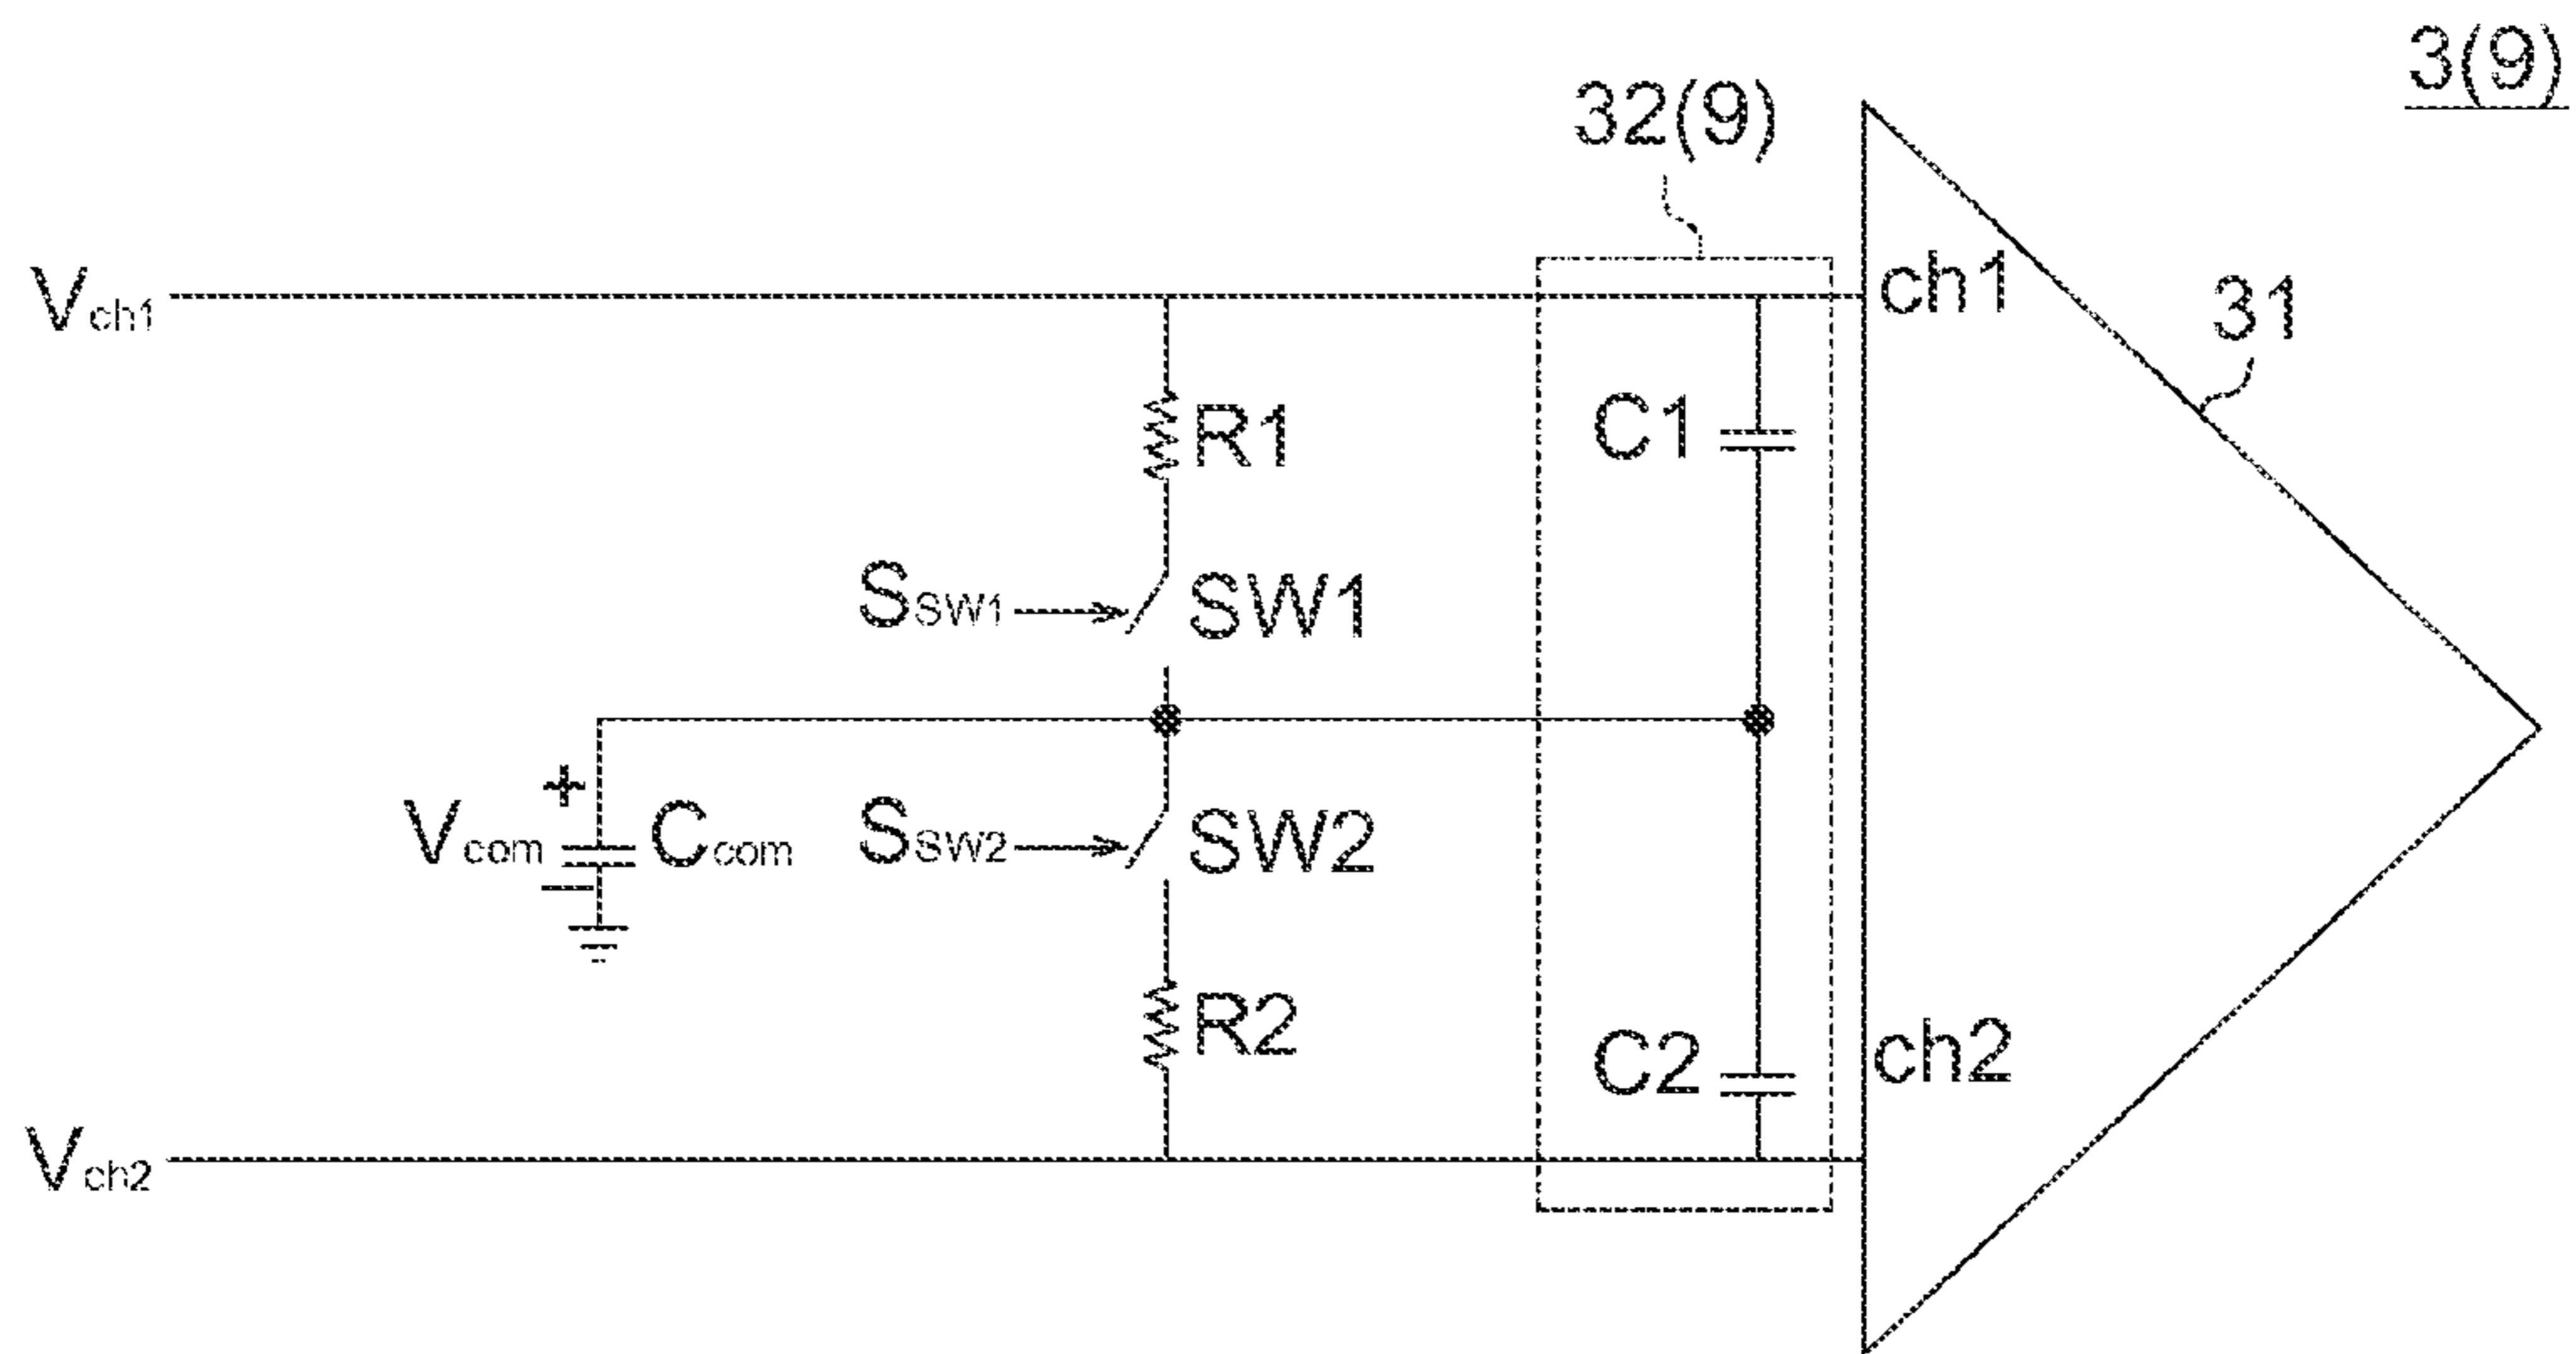 3(9)
32(9)
Vch1
ch1
31
R1
C1
SSW1
SW1
+
Vcom
Ccom
SSW2
SW2
R2
C2
ch2
Vch2